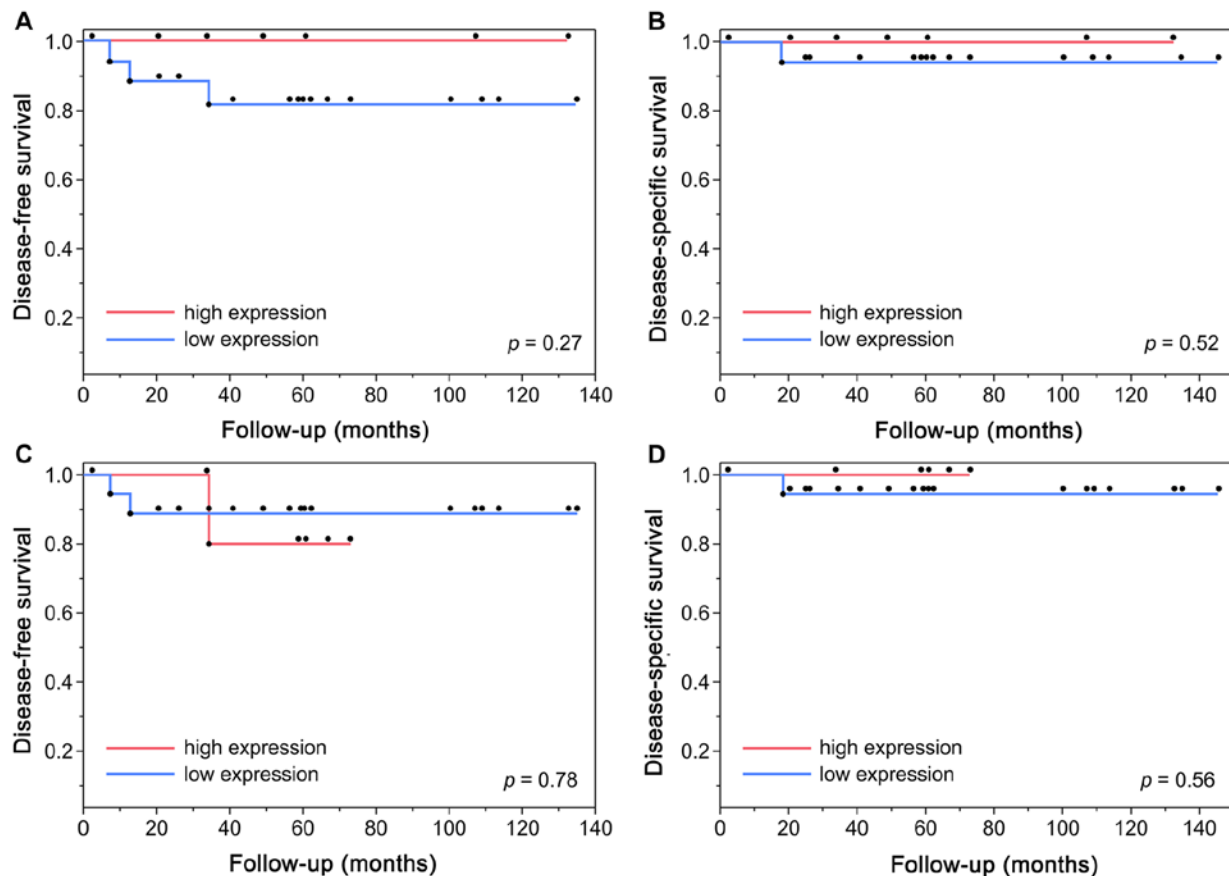 A
Disease-free survival
1.0
0.8
0.6
0.4
0.2
high expression
low expression
p = 0.27
0 20 40 60 80 100 120 140
Follow-up (months)
B
Disease-specific survival
1.0
0.8
0.6
0.4
0.2
high expression
low expression
p = 0.52
0 20 40 60 80 100 120 140
Follow-up (months)
C
Disease-free survival
1.0
0.8
0.6
0.4
0.2
high expression
low expression
p = 0.78
0 20 40 60 80 100 120 140
Follow-up (months)
D
Disease-specific survival
1.0
0.8
0.6
0.4
0.2
high expression
low expression
p = 0.56
0 20 40 60 80 100 120 140
Follow-up (months)